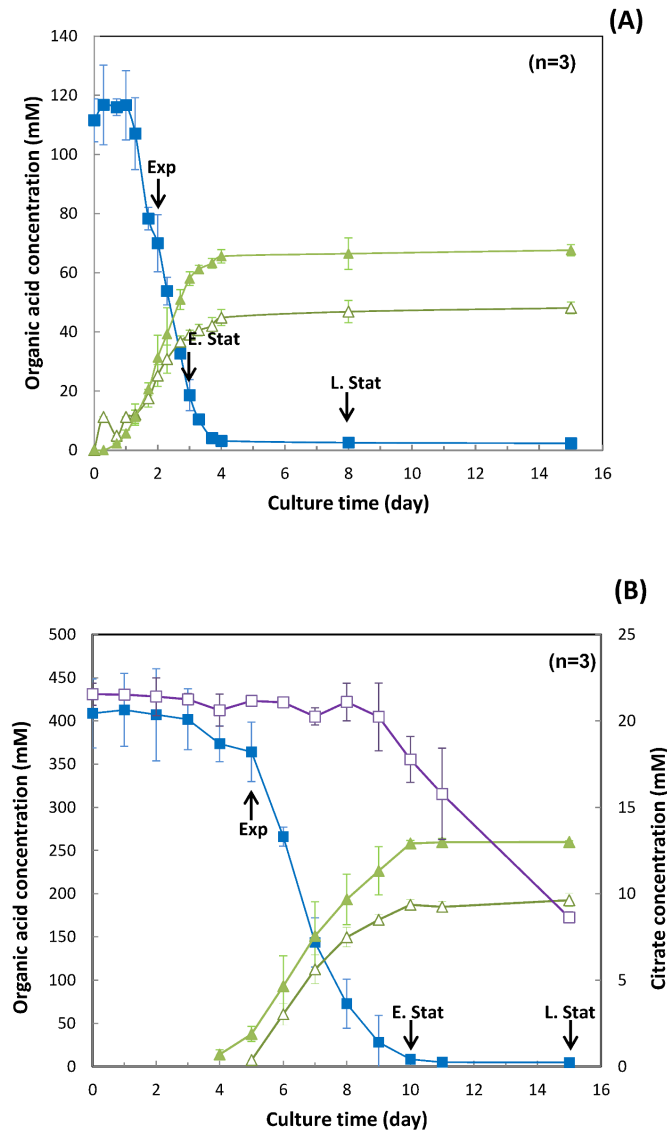 (A)
140
120
100
80
60
40
20
0
Organic acid concentration (mM)
(n=3)
Exp
E. Stat
L. Stat
0 2 4 6 8 10 12 14 16
Culture time (day)
(B)
500
450
400
350
300
250
200
150
100
50
0
Organic acid concentration (mM)
(n=3)
Exp
E. Stat
L. Stat
25
20
15
10
5
0
Citrate concentration (mM)
0 2 4 6 8 10 12 14 16
Culture time (day)